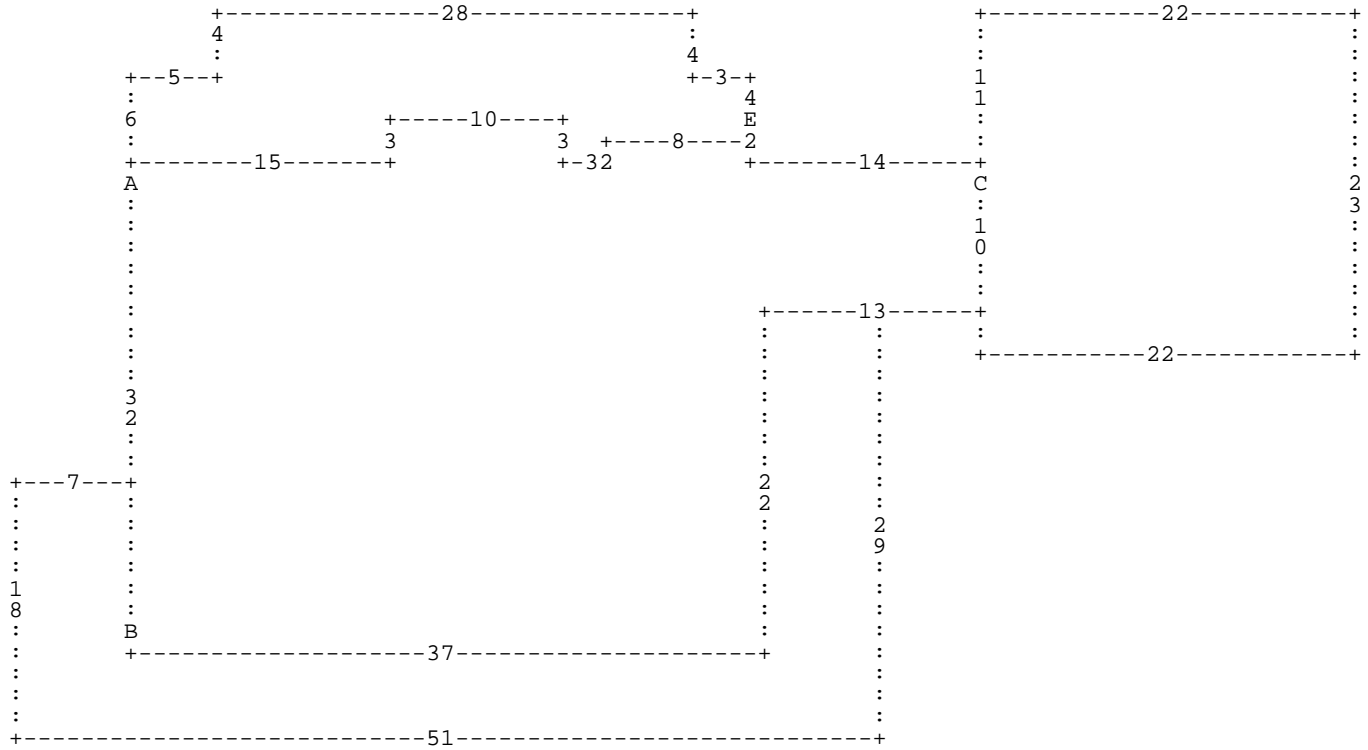 +---------------28---------------+                   +------------22-----------+
4                                :                   :                         :
:                                4                   :                         :
+--5--+                                +-3-+               1                         :
:                                          4               1                         :
6                 +-----10----+            E               :                         :
:                 3           3  +----8----2               :                         :
+--------15-------+           +-32         +-------14------+                         :
A                                                          C                         2
:                                                          :                         3
:                                                          1                         :
:                                                          0                         :
:                                                          :                         :
:                                                          :                         :
:                                           +------13------+                         :
:                                           :       :      :                         :
:                                           :       :      +-----------22------------+
:                                           :       :
3                                           :       :
2                                           :       :
:                                           :       :
:                                           :       :
+---7---+                                           2       :
:       :                                           2       :
:       :                                           :       2
:       :                                           :       9
:       :                                           :       :
1       :                                           :       :
8       :                                           :       :
:       B                                           :       :
:       +--------------------37---------------------+       :
:                                                           :
:                                                           :
:                                                           :
+----------------------------51-----------------------------+